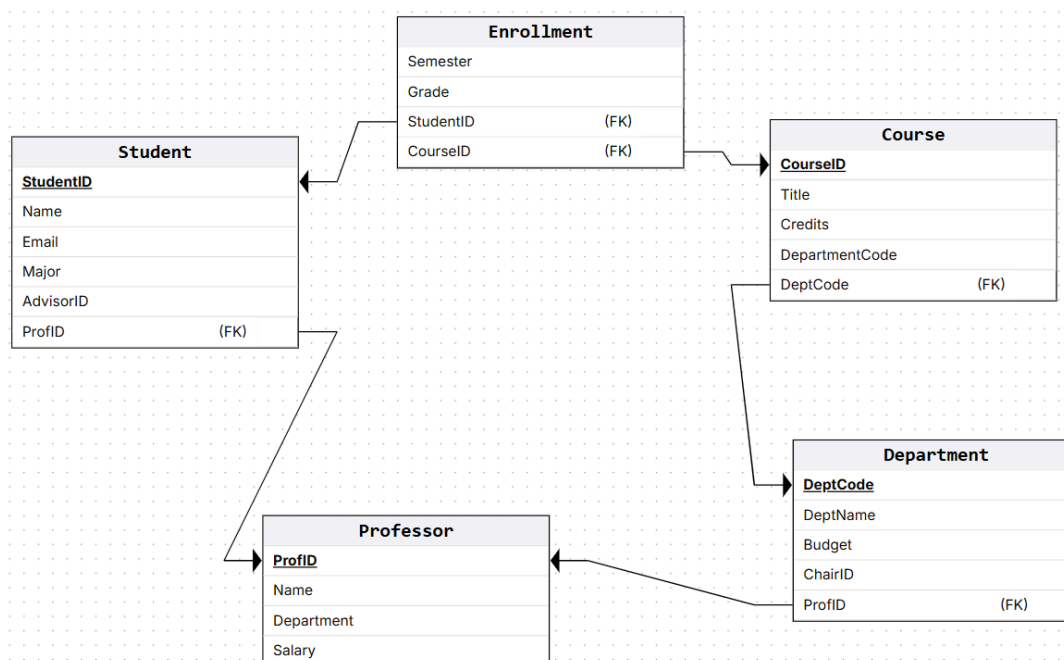 Enrollment
Semester
Grade
StudentID (FK)
CourseID (FK)
Student
StudentID
Name
Email
Major
AdvisorID
ProfID (FK)
Course
CourseID
Title
Credits
DepartmentCode
DeptCode (FK)
Department
DeptCode
DeptName
Budget
ChairID
ProfID (FK)
Professor
ProfID
Name
Department
Salary